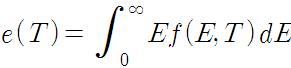 e(T) = ∫₀^∞ E f(E,T) dE